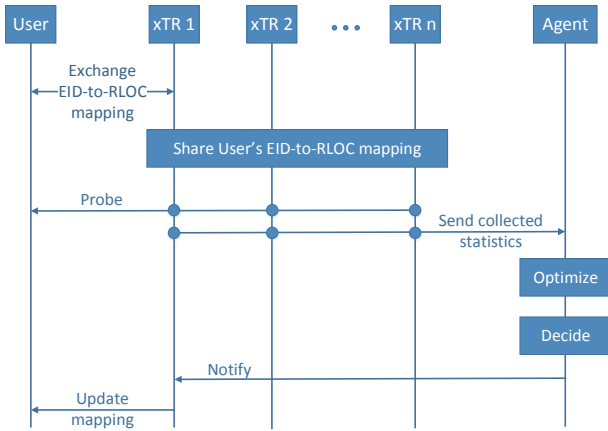 User xTR 1 xTR 2 ... xTR n Agent
Exchange
EID-to-RLOC
mapping
Share User's EID-to-RLOC mapping
Probe
Send collected
statistics
Optimize
Decide
Notify
Update
mapping